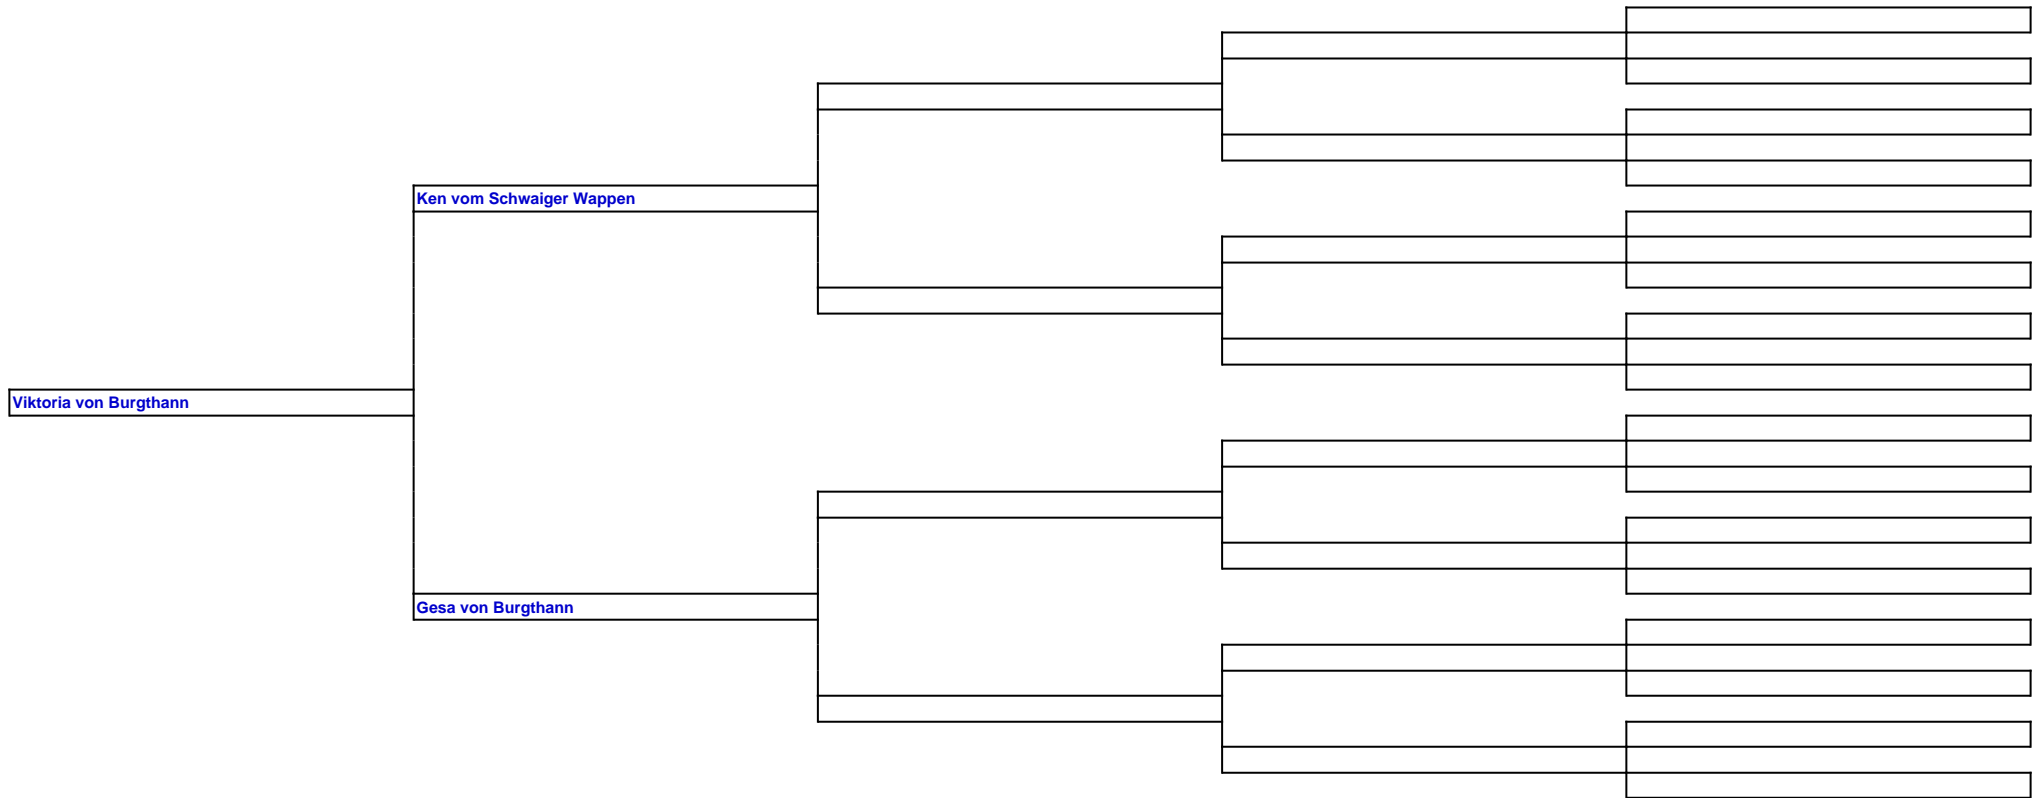 Ken vom Schwaiger Wappen
Viktoria von Burgthann
Gesa von Burgthann